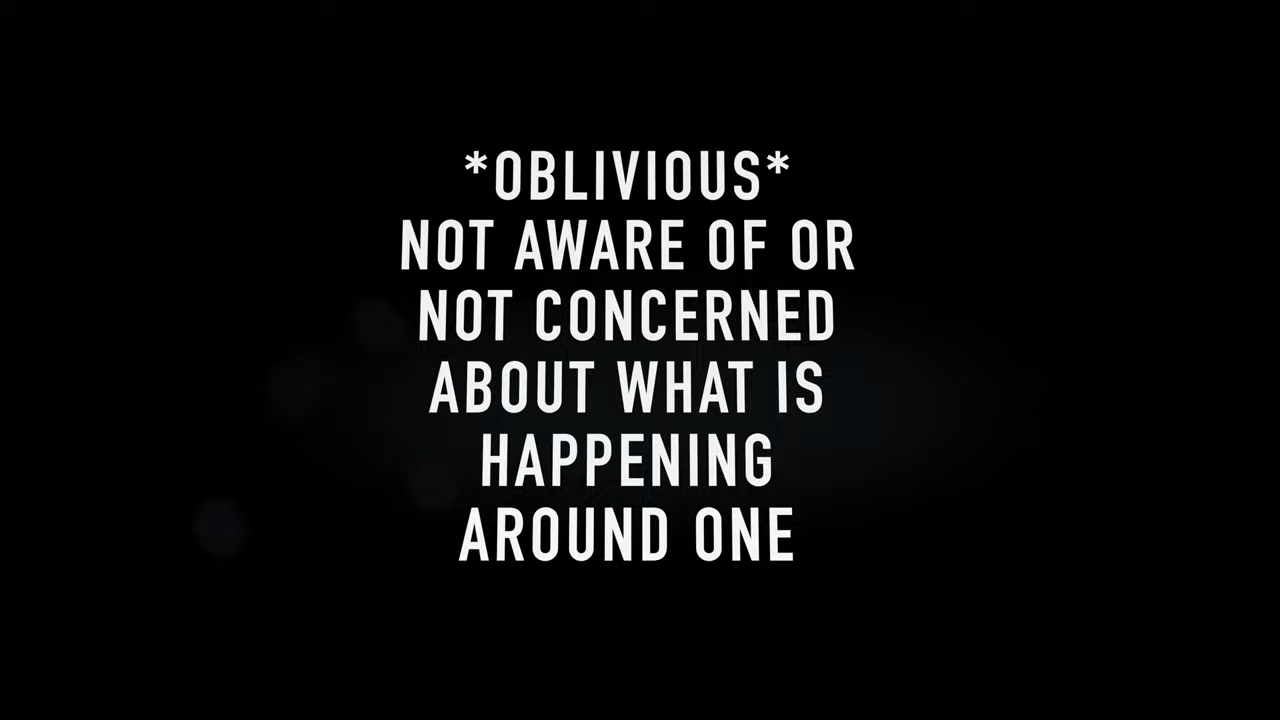 *OBLIVIOUS*
NOT AWARE OF OR
NOT CONCERNED
ABOUT WHAT IS
HAPPENING
AROUND ONE